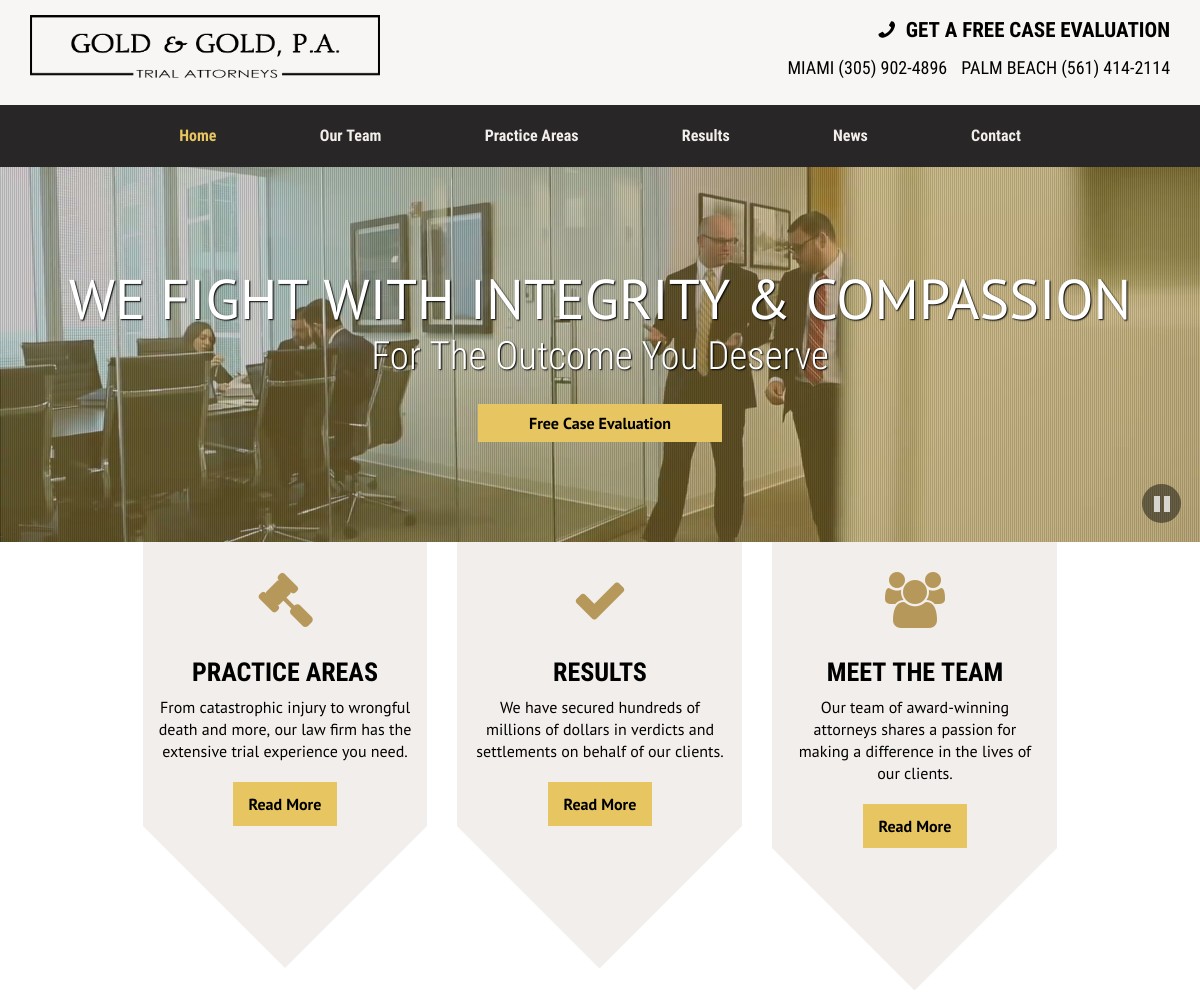 GOLD & GOLD, P.A.
TRIAL ATTORNEYS
GET A FREE CASE EVALUATION
MIAMI (305) 902-4896 PALM BEACH (561) 414-2114
Home Our Team Practice Areas Results News Contact
WE FIGHT WITH INTEGRITY & COMPASSION
For The Outcome You Deserve
Free Case Evaluation
PRACTICE AREAS
From catastrophic injury to wrongful
death and more, our law firm has the
extensive trial experience you need.
Read More
RESULTS
We have secured hundreds of
millions of dollars in verdicts and
settlements on behalf of our clients.
Read More
MEET THE TEAM
Our team of award-winning
attorneys shares a passion for
making a difference in the lives of
our clients.
Read More